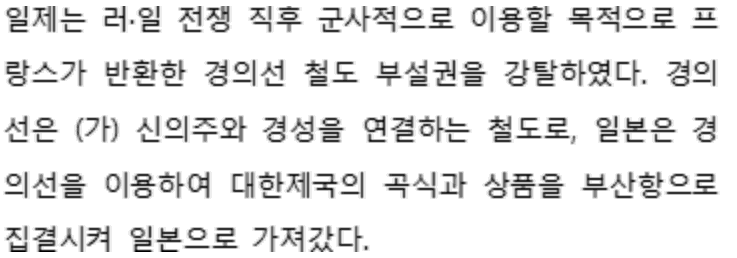 일제는 러·일 전쟁 직후 군사적으로 이용할 목적으로 프
랑스가 반환한 경의선 철도 부설권을 강탈하였다. 경의
선은 (가) 신의주와 경성을 연결하는 철도로, 일본은 경
의선을 이용하여 대한제국의 곡식과 상품을 부산항으로
집결시켜 일본으로 가져갔다.